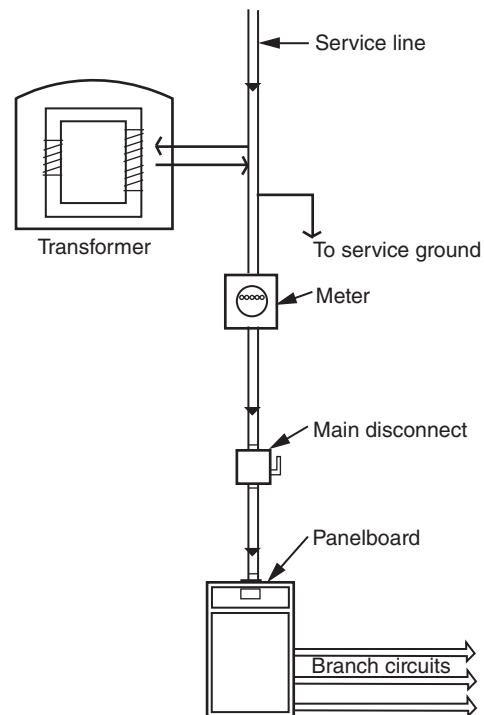 Service line
Transformer
To service ground
Meter
Main disconnect
Panelboard
Branch circuits